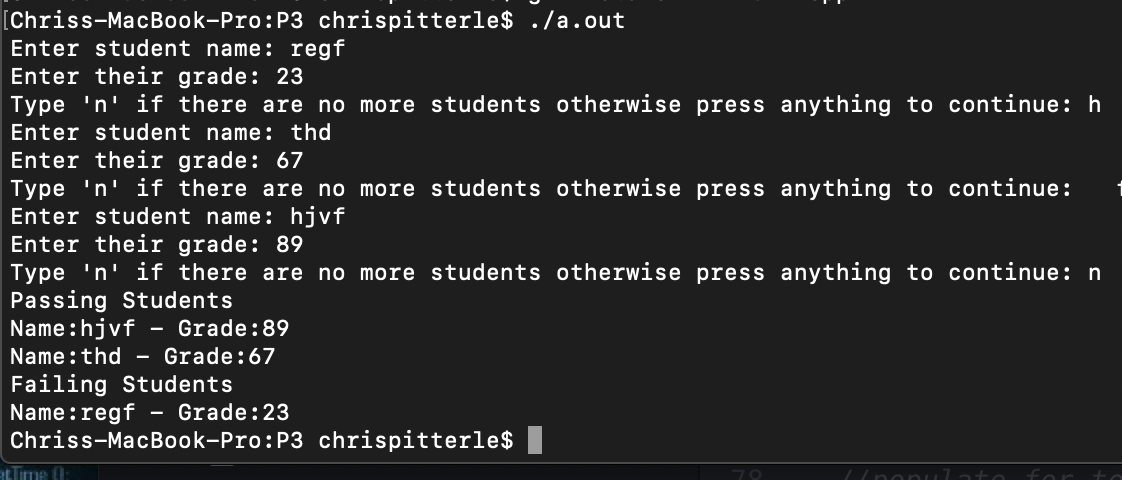 [Chriss-MacBook-Pro:P3 chrispitterle$ ./a.out
Enter student name: regf
Enter their grade: 23
Type 'n' if there are no more students otherwise press anything to continue: h
Enter student name: thd
Enter their grade: 67
Type 'n' if there are no more students otherwise press anything to continue:
Enter student name: hjvf
Enter their grade: 89
Type 'n' if there are no more students otherwise press anything to continue: n
Passing Students
Name:hjvf - Grade:89
Name:thd - Grade:67
Failing Students
Name:regf - Grade:23
Chriss-MacBook-Pro:P3 chrispitterle$
78 //populate for